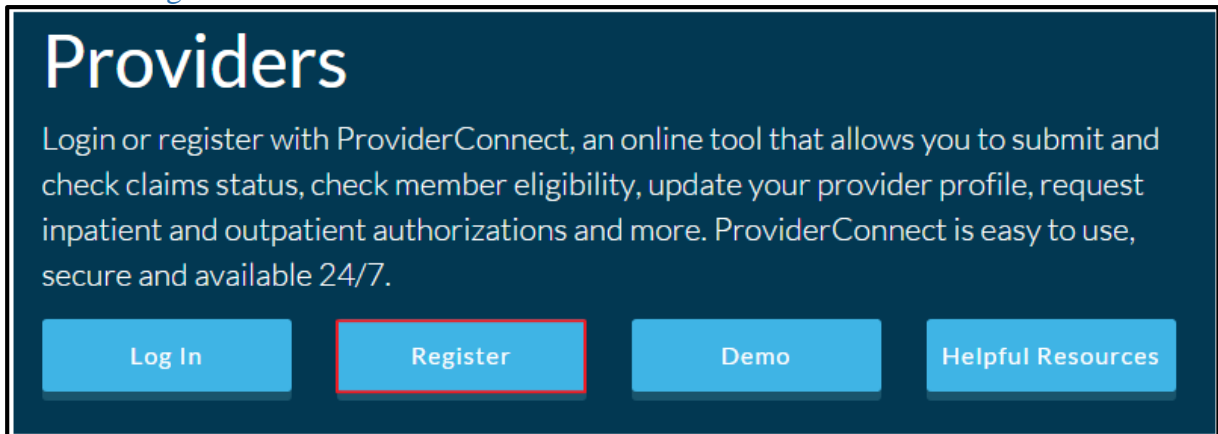 Providers
Login or register with ProviderConnect, an online tool that allows you to submit and
check claims status, check member eligibility, update your provider profile, request
inpatient and outpatient authorizations and more. ProviderConnect is easy to use,
secure and available 24/7.
Log In
Register
Demo
Helpful Resources